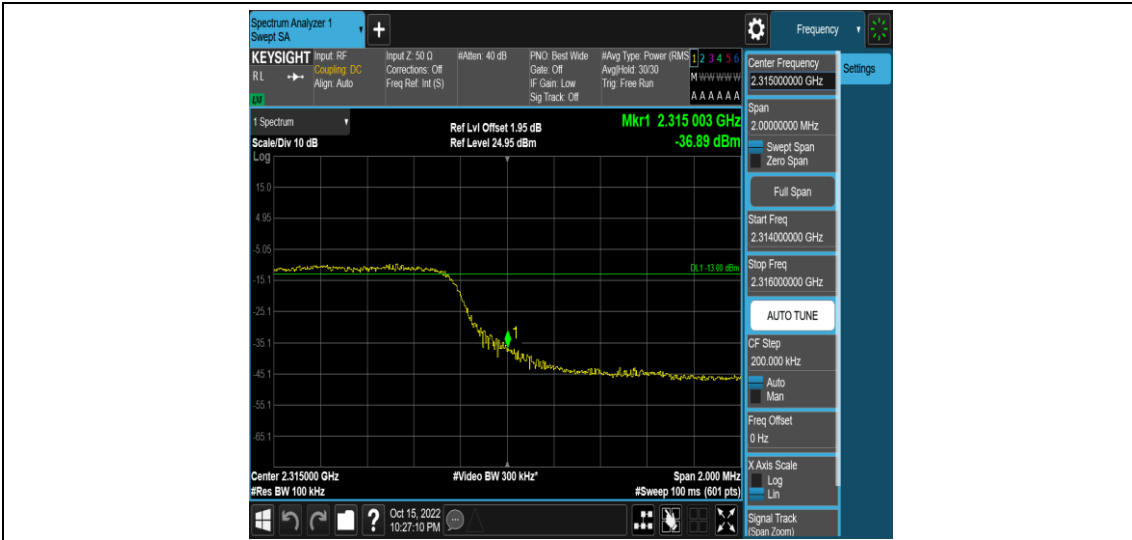 Spectrum Analyzer 1
Swept SA
+
Frequency
KEYSIGHT
RL
LXI
Input: RF
Coupling: DC
Align: Auto
Input Z: 50 Ω
Corrections: Off
Freq Ref: Int (S)
#Atten: 40 dB
PNO: Best Wide
Gate: Off
IF Gain: Low
Sig Track: Off
#Avg Type: Power (RMS
Avg|Hold: 30/30
Trig: Free Run
1 2 3 4 5 6
M W W W W W
A A A A A A
1 Spectrum
Scale/Div 10 dB
Log
Ref Lvl Offset 1.95 dB
Ref Level 24.95 dBm
Mkr1 2.315 003 GHz
-36.89 dBm
15.0
4.95
-5.05
-15.1
-25.1
-35.1
-45.1
-55.1
-65.1
DL1 -13.00 dBm
1
Center 2.315000 GHz
#Res BW 100 kHz
#Video BW 300 kHz*
Span 2.000 MHz
#Sweep 100 ms (601 pts)
Center Frequency
2.315000000 GHz
Span
2.00000000 MHz
Swept Span
Zero Span
Full Span
Start Freq
2.314000000 GHz
Stop Freq
2.316000000 GHz
AUTO TUNE
CF Step
200.000 kHz
Auto
Man
Freq Offset
0 Hz
X Axis Scale
Log
Lin
Signal Track
(Span Zoom)
Settings
?
Oct 15, 2022
10:27:10 PM